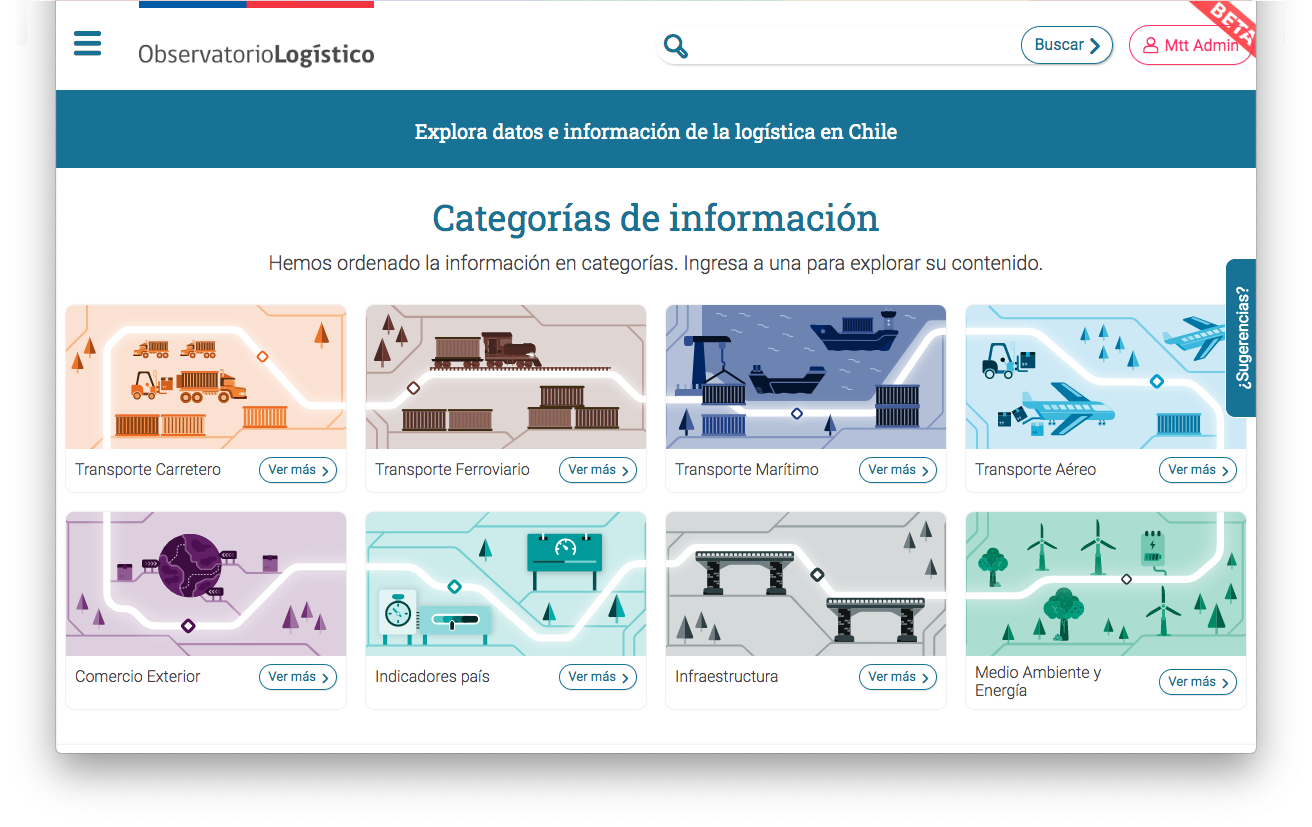 ObservatorioLogístico
Buscar
Mtt Admin
BETA
Explora datos e información de la logística en Chile
Categorías de información
Hemos ordenado la información en categorías. Ingresa a una para explorar su contenido.
¿Sugerencias?
Transporte Carretero
Ver más
Transporte Ferroviario
Ver más
Transporte Marítimo
Ver más
Transporte Aéreo
Ver más
Comercio Exterior
Ver más
Indicadores país
Ver más
Infraestructura
Ver más
Medio Ambiente y
Energía
Ver más